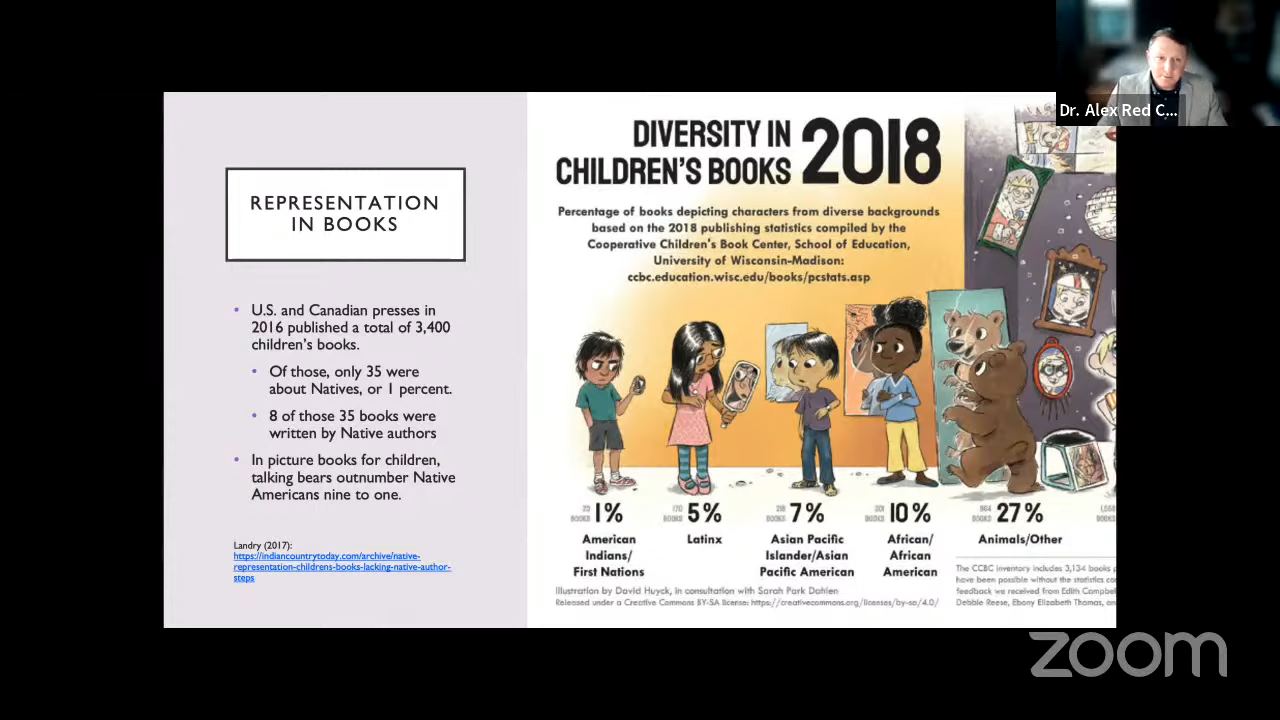 Dr. Alex Red C...
REPRESENTATION
IN BOOKS
• U.S. and Canadian presses in
2016 published a total of 3,400
children's books.
• Of those, only 35 were
about Natives, or 1 percent.
• 8 of those 35 books were
written by Native authors
• In picture books for children,
talking bears outnumber Native
Americans nine to one.
Landry (2017):
https://indiancountrytoday.com/archive/native-
representation-childrens-books-lacking-native-author-
steps
DIVERSITY IN
CHILDREN'S BOOKS 2018
Percentage of books depicting characters from diverse backgrounds
based on the 2018 publishing statistics compiled by the
Cooperative Children's Book Center, School of Education,
University of Wisconsin-Madison:
ccbc.education.wisc.edu/books/pcstats.asp
BOOKS 1%
American
Indians/
First Nations
BOOKS 5%
Latinx
BOOKS 7%
Asian Pacific
Islander/Asian
Pacific American
BOOKS 10%
African/
African
American
BOOKS 27%
Animals/Other
BOOKS
Illustration by David Huyck, in consultation with Sarah Park Dahlen
Released under a Creative Commons BY-SA license: https://creativecommons.org/licenses/by-sa/4.0/
The CCBC inventory includes 3,134 books
have been possible without the statistics
feedback we received from Edith
Debbie Reese, Ebony Elizabeth Thomas,
zoom